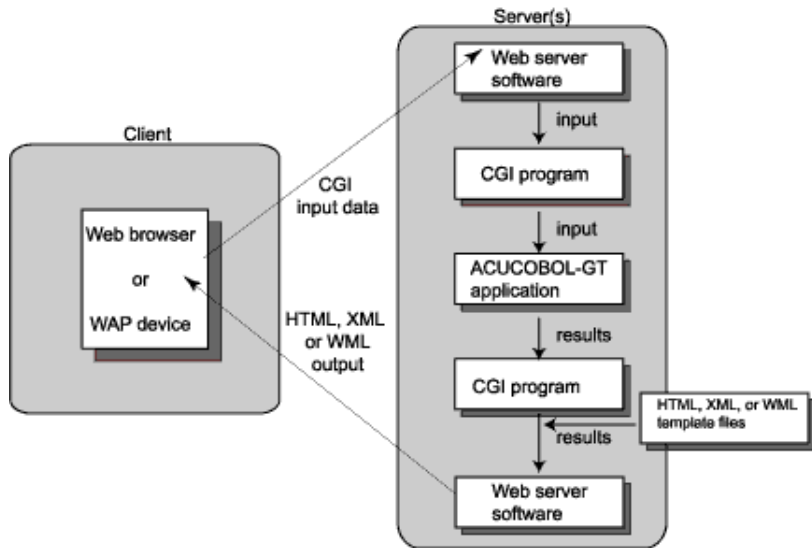 Server(s)
Web server
software
input
Client
CGI program
CGI
input data
input
Web browser
or
WAP device
ACUCOBOL-GT
application
HTML, XML
or WML
output
results
CGI program
HTML, XML, or WML
template files
results
Web server
software